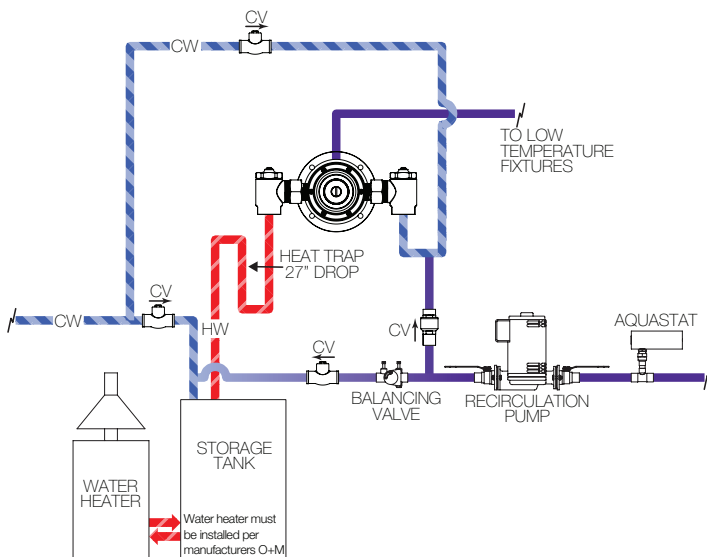 CV
CW
TO LOW
TEMPERATURE
FIXTURES
HEAT TRAP
27" DROP
CV
CW
HW
CV
CV
AQUASTAT
BALANCING
VALVE
RECIRCULATION
PUMP
STORAGE
TANK
WATER
HEATER
Water heater must
be installed per
manufacturers O+M